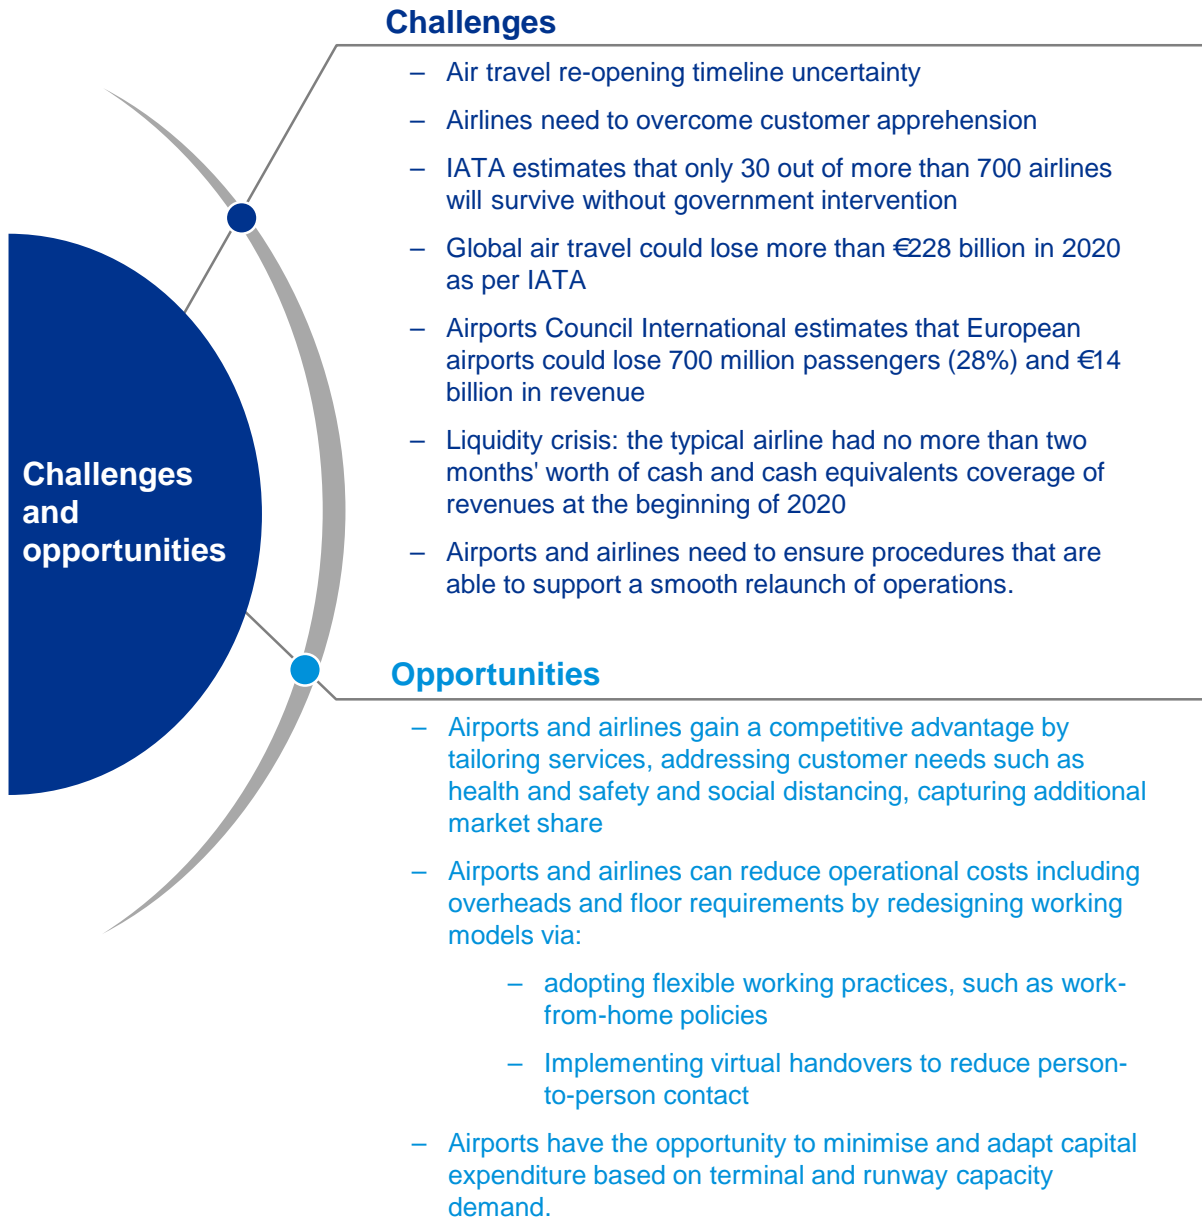 Challenges
– Air travel re-opening timeline uncertainty
– Airlines need to overcome customer apprehension
– IATA estimates that only 30 out of more than 700 airlines
will survive without government intervention
– Global air travel could lose more than €228 billion in 2020
as per IATA
– Airports Council International estimates that European
airports could lose 700 million passengers (28%) and €14
billion in revenue
– Liquidity crisis: the typical airline had no more than two
months' worth of cash and cash equivalents coverage of
revenues at the beginning of 2020
– Airports and airlines need to ensure procedures that are
able to support a smooth relaunch of operations.
Challenges
and
opportunities
Opportunities
– Airports and airlines gain a competitive advantage by
tailoring services, addressing customer needs such as
health and safety and social distancing, capturing additional
market share
– Airports and airlines can reduce operational costs including
overheads and floor requirements by redesigning working
models via:
– adopting flexible working practices, such as work-
from-home policies
– Implementing virtual handovers to reduce person-
to-person contact
– Airports have the opportunity to minimise and adapt capital
expenditure based on terminal and runway capacity
demand.